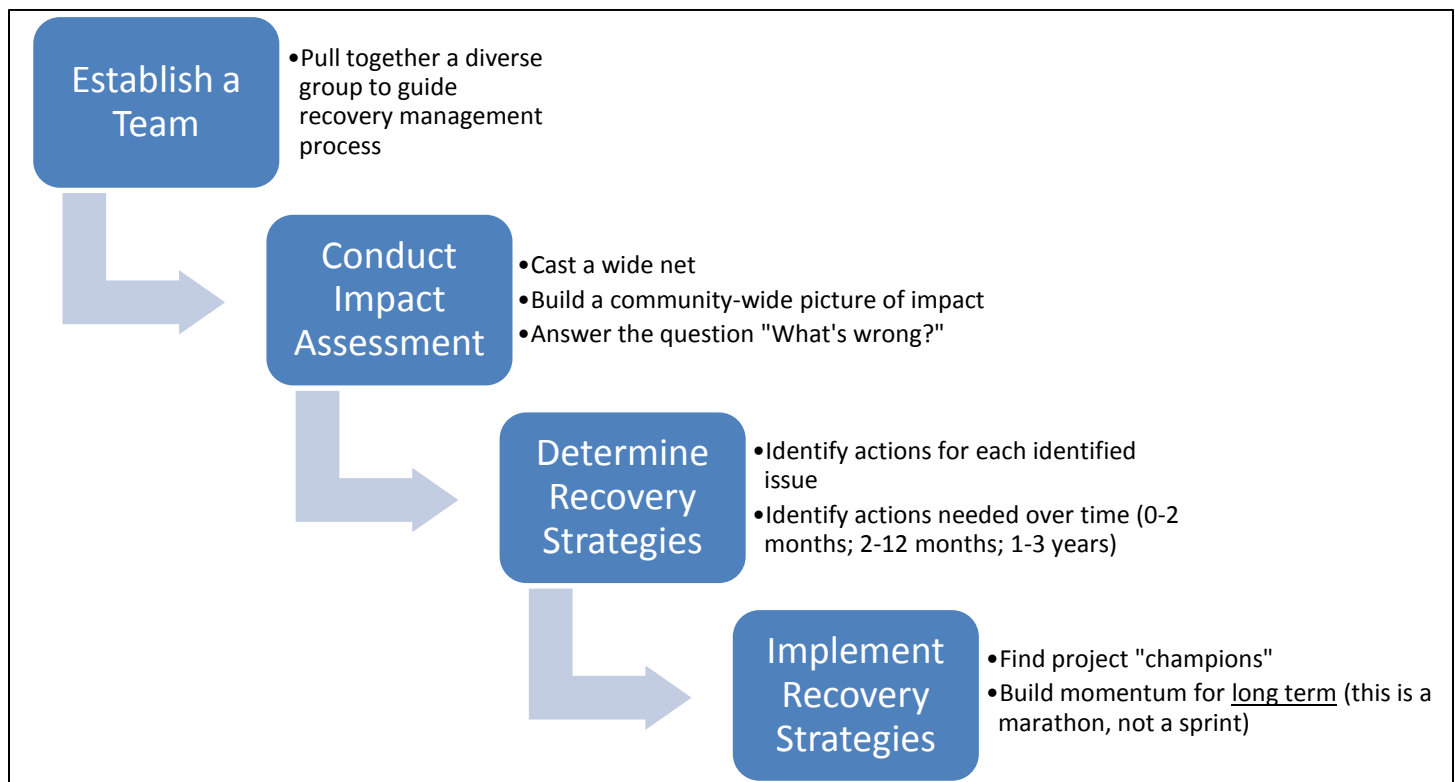 Establish a
Team
•Pull together a diverse
group to guide
recovery management
process
Conduct
Impact
Assessment
•Cast a wide net
•Build a community-wide picture of impact
•Answer the question "What's wrong?"
Determine
Recovery
Strategies
•Identify actions for each identified
issue
•Identify actions needed over time (0-2
months; 2-12 months; 1-3 years)
Implement
Recovery
Strategies
•Find project "champions"
•Build momentum for long term (this is a
marathon, not a sprint)